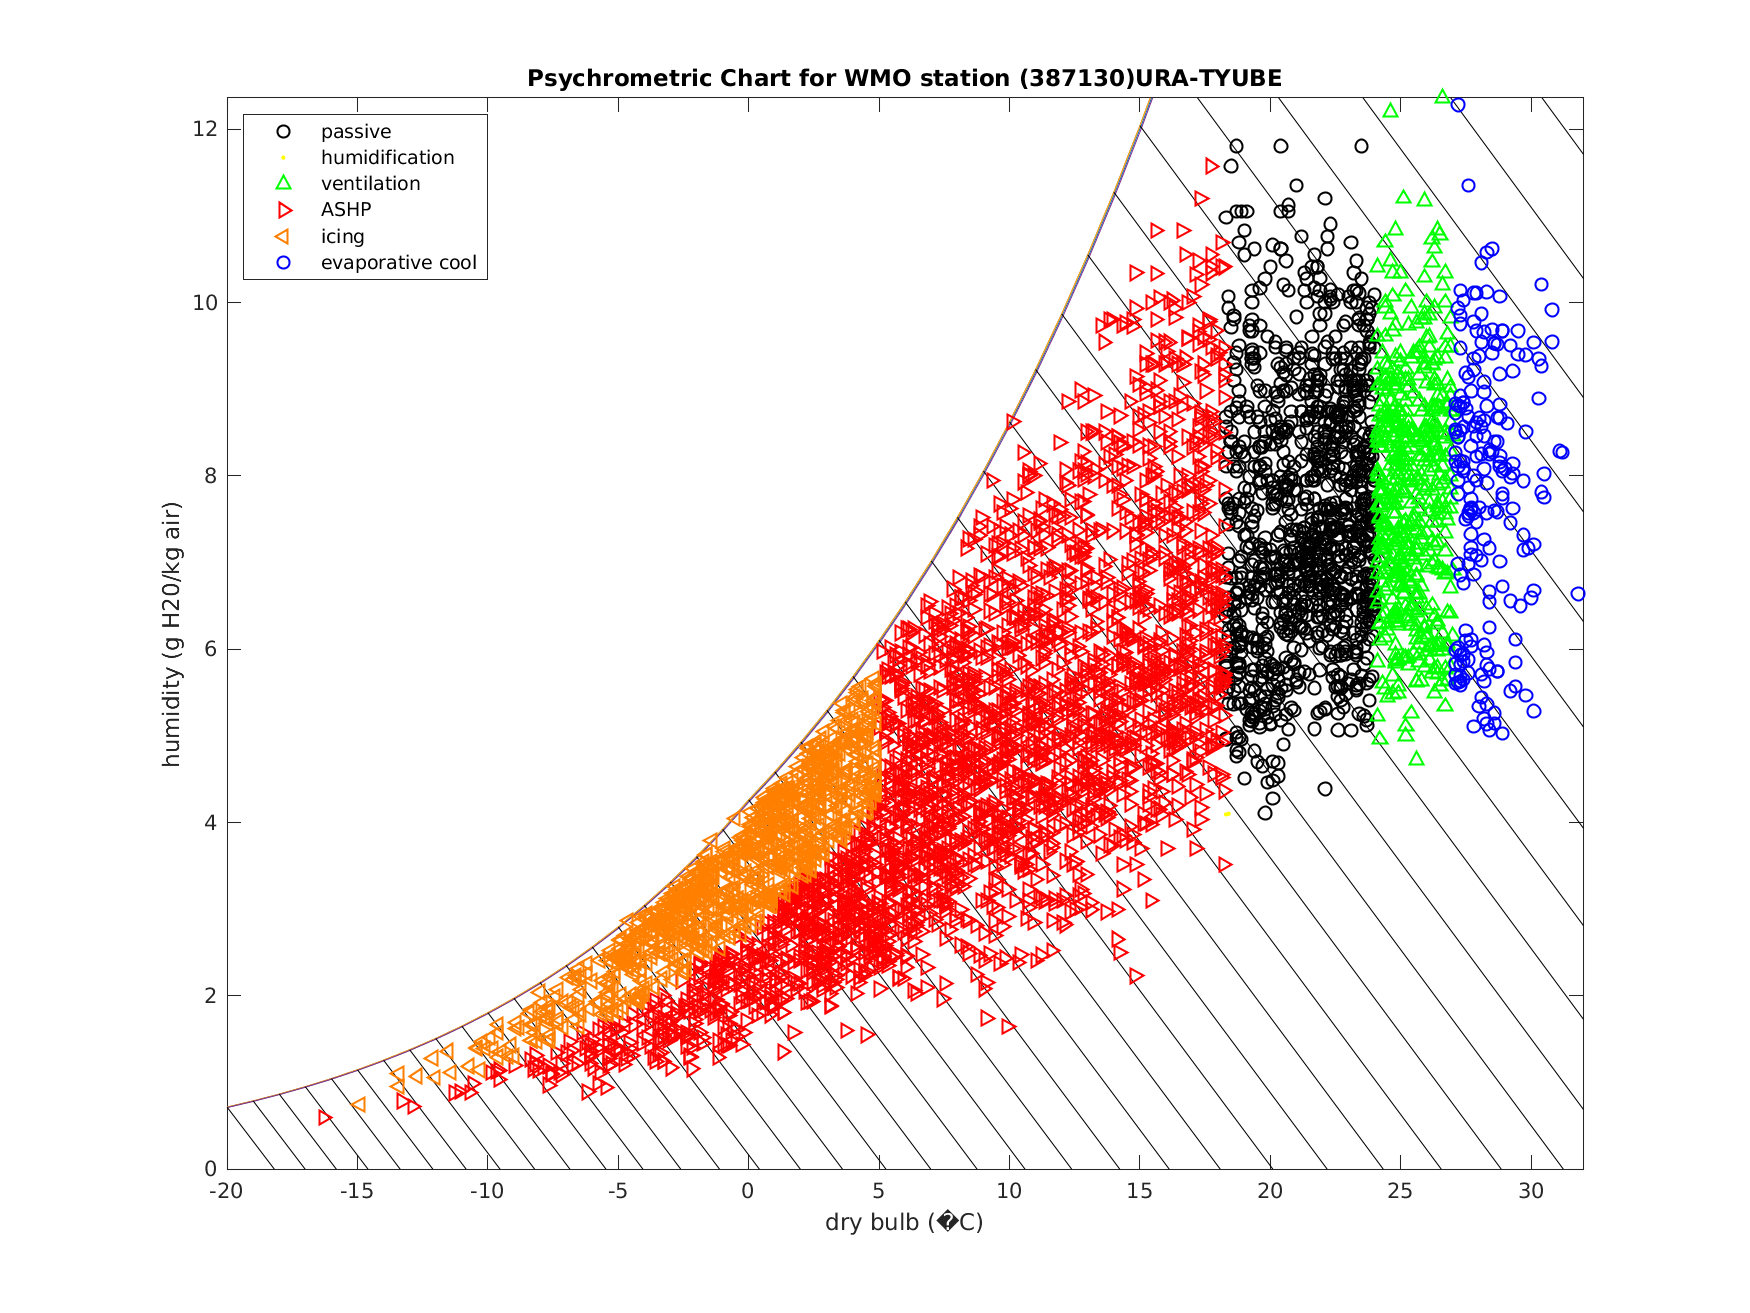 Psychrometric Chart for WMO station (387130)URA-TYUBE
passive
humidification
ventilation
ASHP
icing
evaporative cool
humidity (g H20/kg air)
12
10
8
6
4
2
0
-20 -15 -10 -5 0 5 10 15 20 25 30
dry bulb (�C)